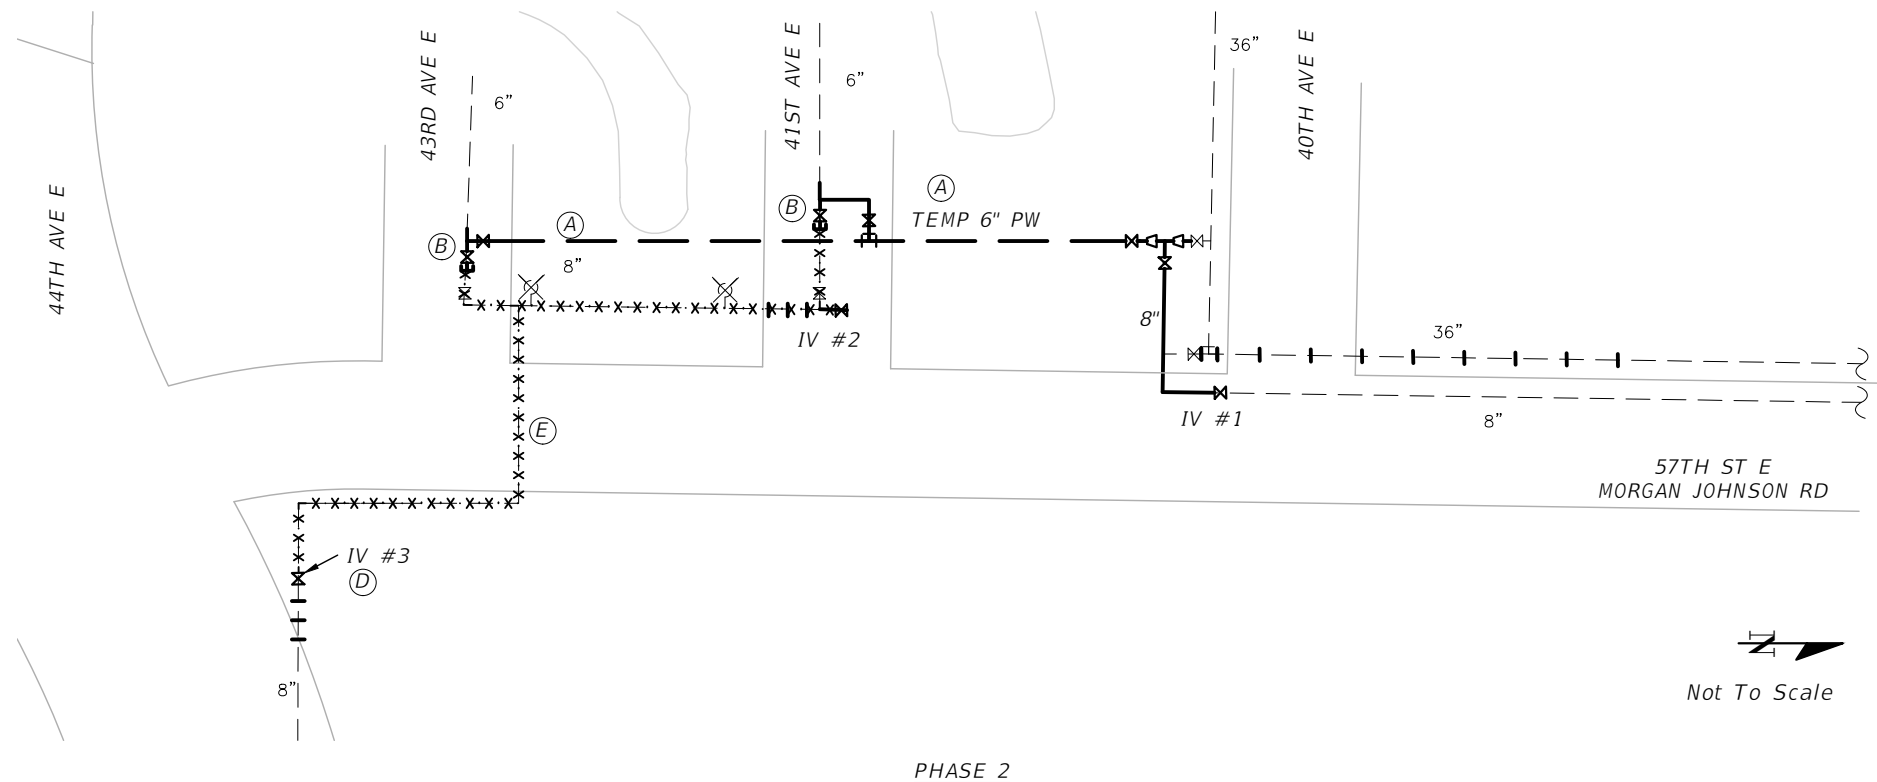 36”
43RD AVE E
41ST AVE E
40TH AVE E
6”
6”
44TH AVE E
A
B
A
TEMP 6" PW
B
8”
8"
36”
IV #2
IV #1
8”
E
57TH ST E
MORGAN JOHNSON RD
IV #3
D
N
8”
Not To Scale
PHASE 2